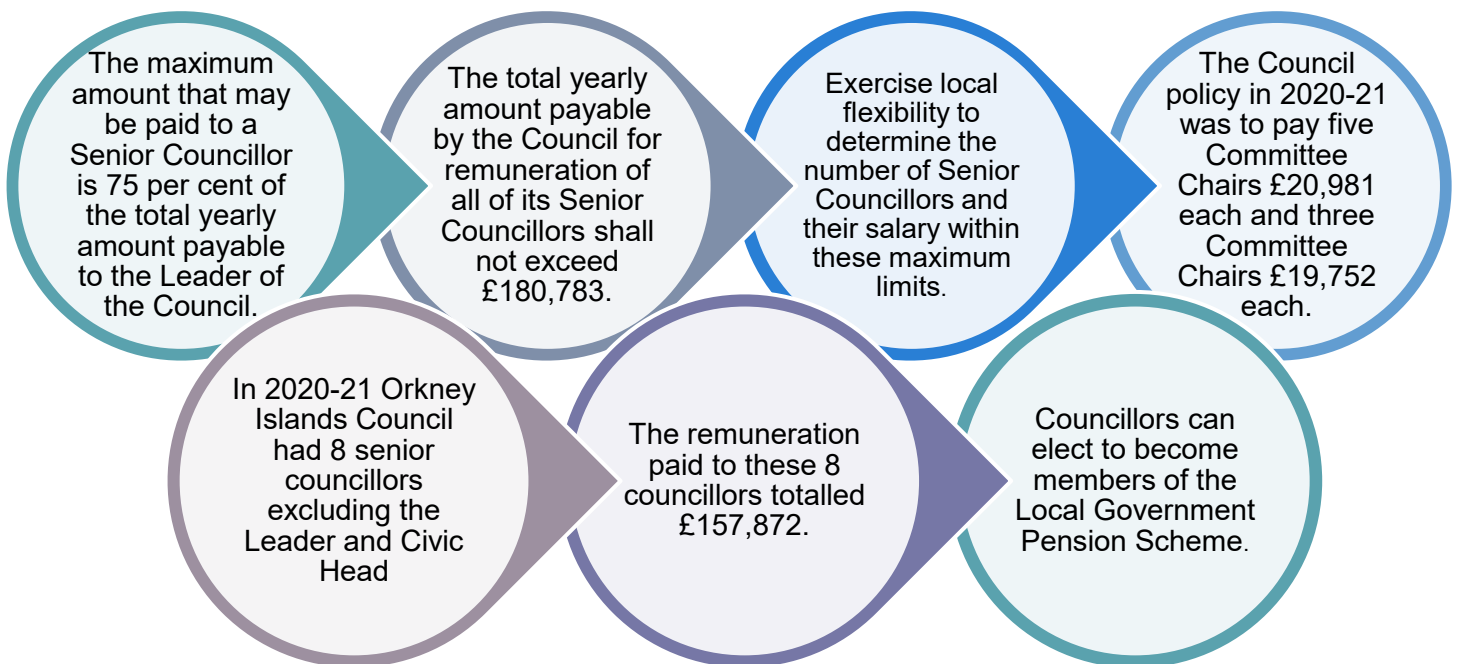 The maximum
amount that may
be paid to a
Senior Councillor
is 75 per cent of
the total yearly
amount payable
to the Leader of
the Council.
The total yearly
amount payable
by the Council for
remuneration of
all of its Senior
Councillors shall
not exceed
£180,783.
Exercise local
flexibility to
determine the
number of Senior
Councillors and
their salary within
these maximum
limits.
The Council
policy in 2020-21
was to pay five
Committee
Chairs £20,981
each and three
Committee
Chairs £19,752
each.
In 2020-21 Orkney
Islands Council
had 8 senior
councillors
excluding the
Leader and Civic
Head
The remuneration
paid to these 8
councillors totalled
£157,872.
Councillors can
elect to become
members of the
Local Government
Pension Scheme.